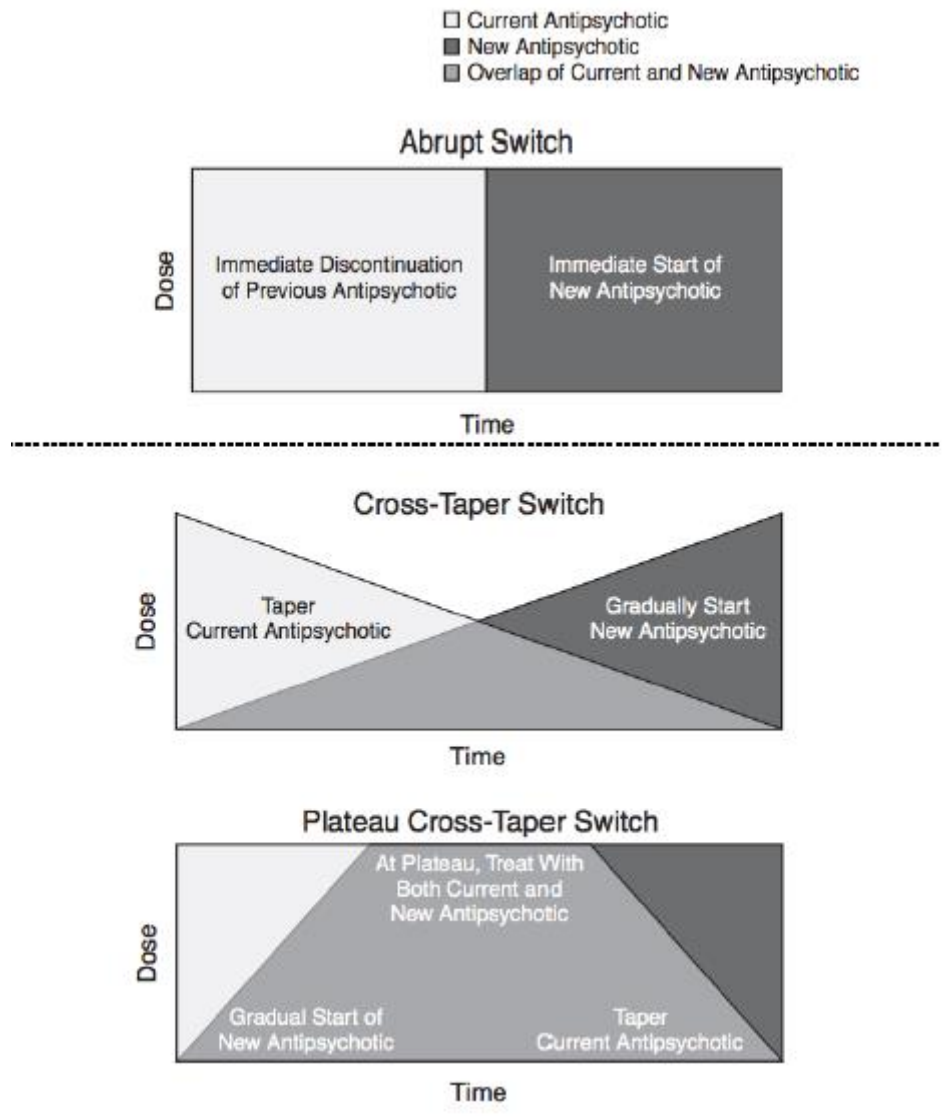 Current Antipsychotic
New Antipsychotic
Overlap of Current and New Antipsychotic
Abrupt Switch
Dose
Immediate Discontinuation
of Previous Antipsychotic
Immediate Start of
New Antipsychotic
Time
Cross-Taper Switch
Dose
Taper
Current Antipsychotic
Gradually Start
New Antipsychotic
Time
Plateau Cross-Taper Switch
Dose
At Plateau, Treat With
Both Current and
New Antipsychotic
Gradual Start of
New Antipsychotic
Taper
Current Antipsychotic
Time